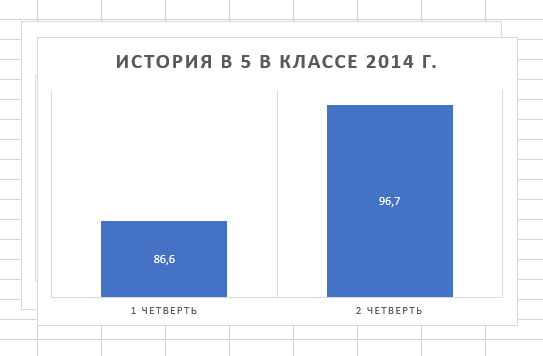 ИСТОРИЯ В 5 В КЛАССЕ 2014 Г.
96,7
86,6
1 ЧЕТВЕРТЬ 2 ЧЕТВЕРТЬ